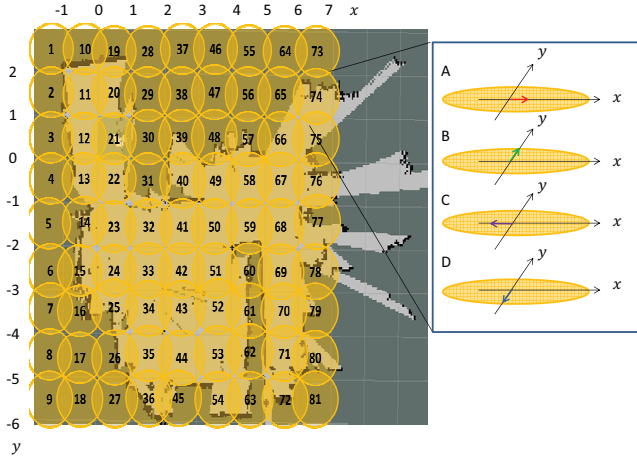 -1 0 1 2 3 4 5 6 7 x
1 10 19 28 37 46 55 64 73
2
2 11 20 29 38 47 56 65 74
1
3 12 21 30 39 48 57 66 75
0
4 13 22 31 40 49 58 67 76
-1
5 14 23 32 41 50 59 68 77
-2
6 15 24 33 42 51 60 69 78
-3
7 16 25 34 43 52 61 70 79
-4
8 17 26 35 44 53 62 71 80
-5
9 18 27 36 45 54 63 72 81
-6
y
y
A
x
y
B
x
y
C
x
y
D
x